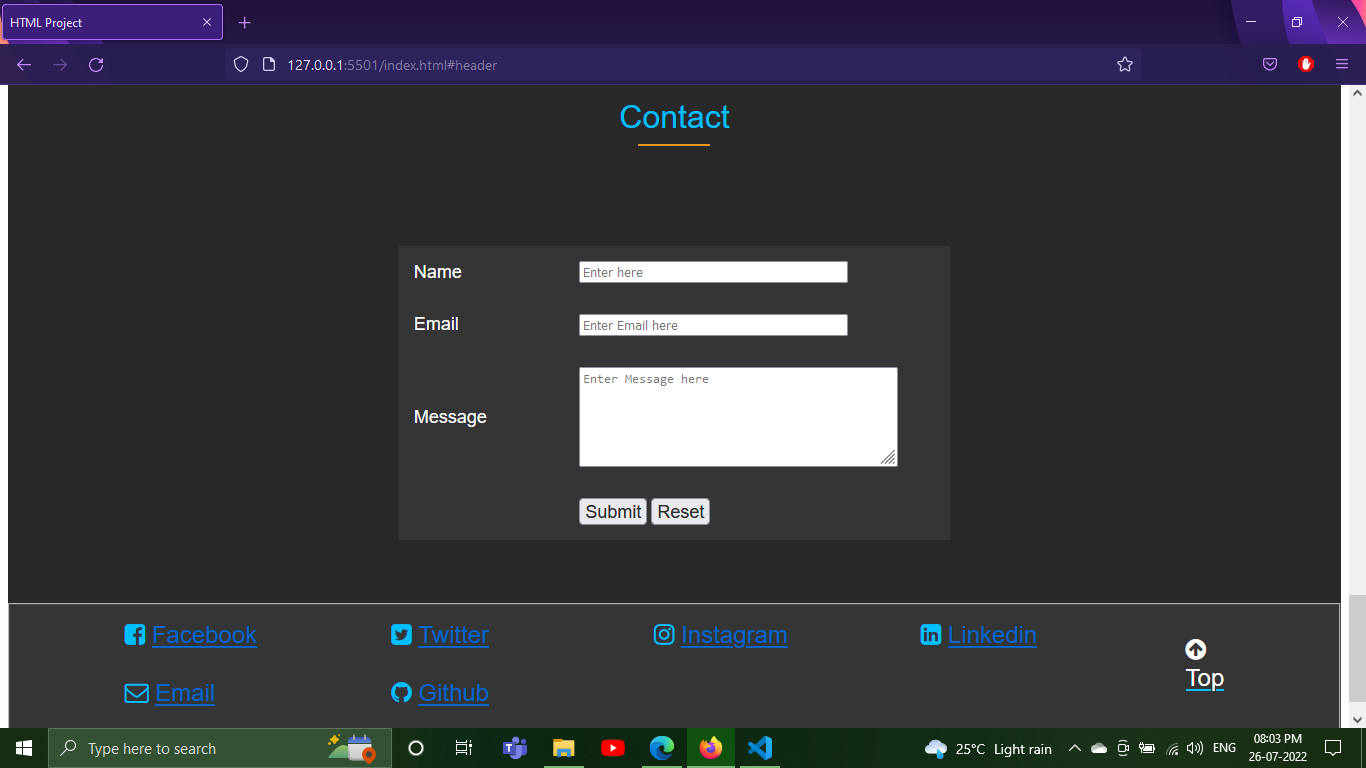 HTML Project
127.0.0.1:5501/index.html#header
Contact
Name
Enter here
Email
Enter Email here
Message
Enter Message here
Submit Reset
Facebook Twitter Instagram Linkedin
Top
Email Github
Type here to search
25°C Light rain
ENG
08:03 PM
26-07-2022